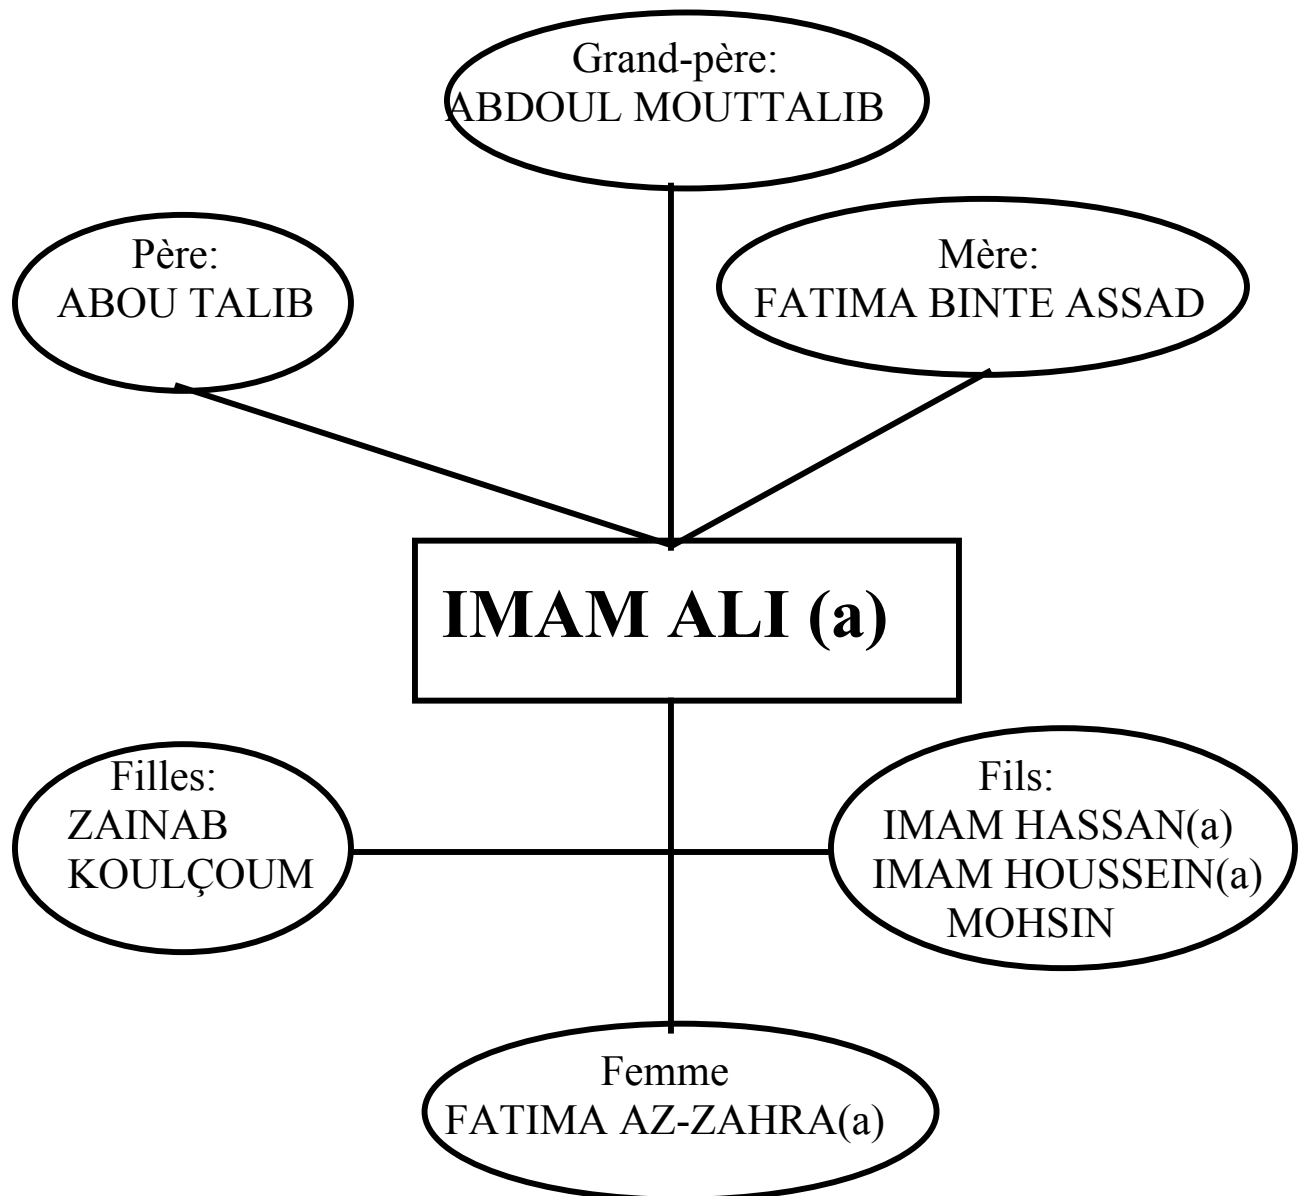 Grand-père:
ABDOUL MOUTTALIB
Père:
ABOU TALIB
Mère:
FATIMA BINTE ASSAD
IMAM ALI (a)
Filles:
ZAINAB
KOULÇOUM
Fils:
IMAM HASSAN(a)
IMAM HOUSSEIN(a)
MOHSIN
Femme
FATIMA AZ-ZAHRA(a)